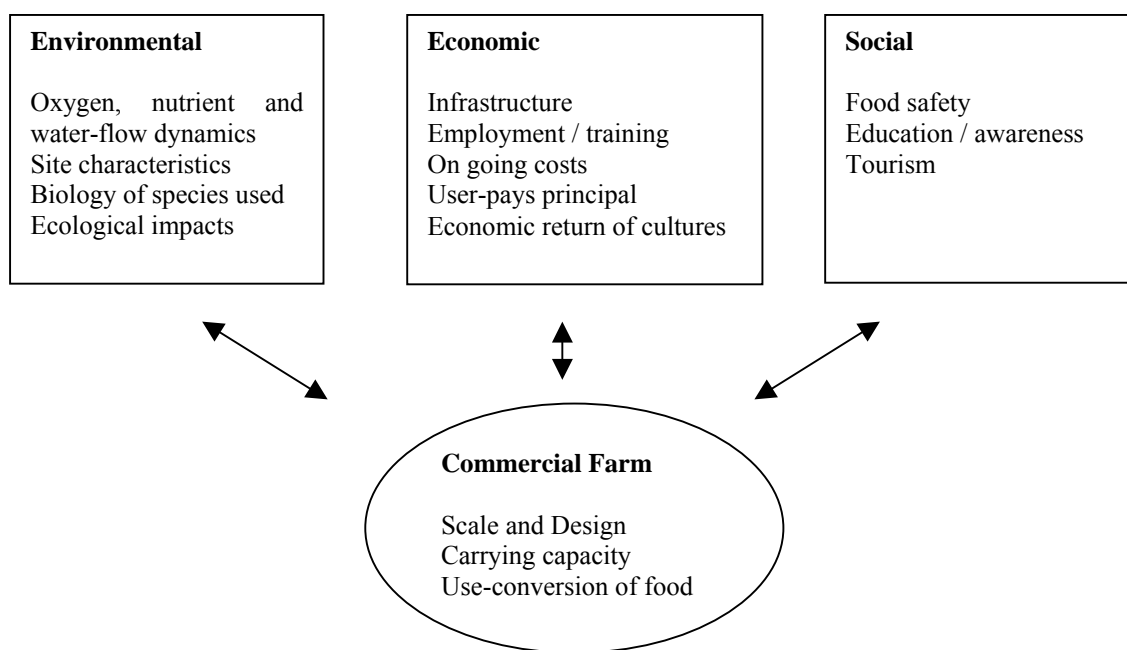 Environmental
Oxygen, nutrient and
water-flow dynamics
Site characteristics
Biology of species used
Ecological impacts
Economic
Infrastructure
Employment / training
On going costs
User-pays principal
Economic return of cultures
Social
Food safety
Education / awareness
Tourism
Commercial Farm
Scale and Design
Carrying capacity
Use-conversion of food